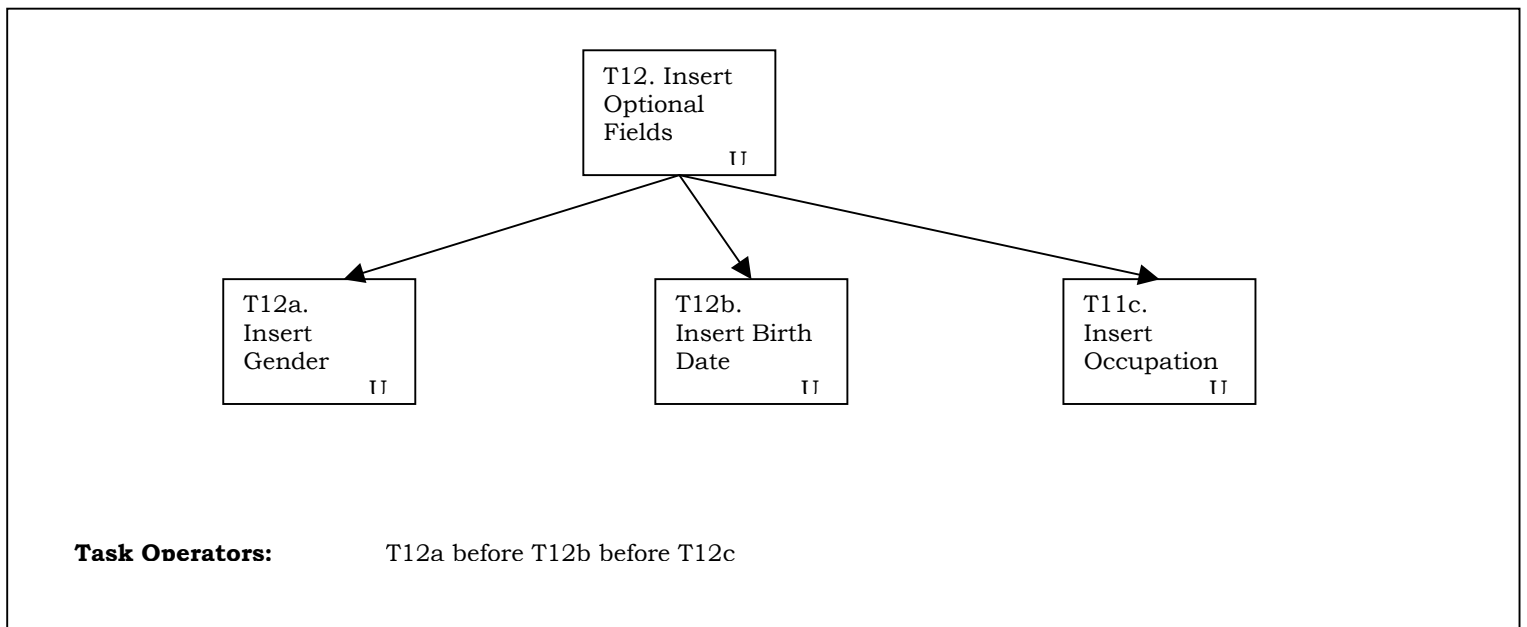 T12. Insert
Optional
Fields
U
T12a.
Insert
Gender
U
T12b.
Insert Birth
Date
U
T11c.
Insert
Occupation
U
Task Operators: T12a before T12b before T12c